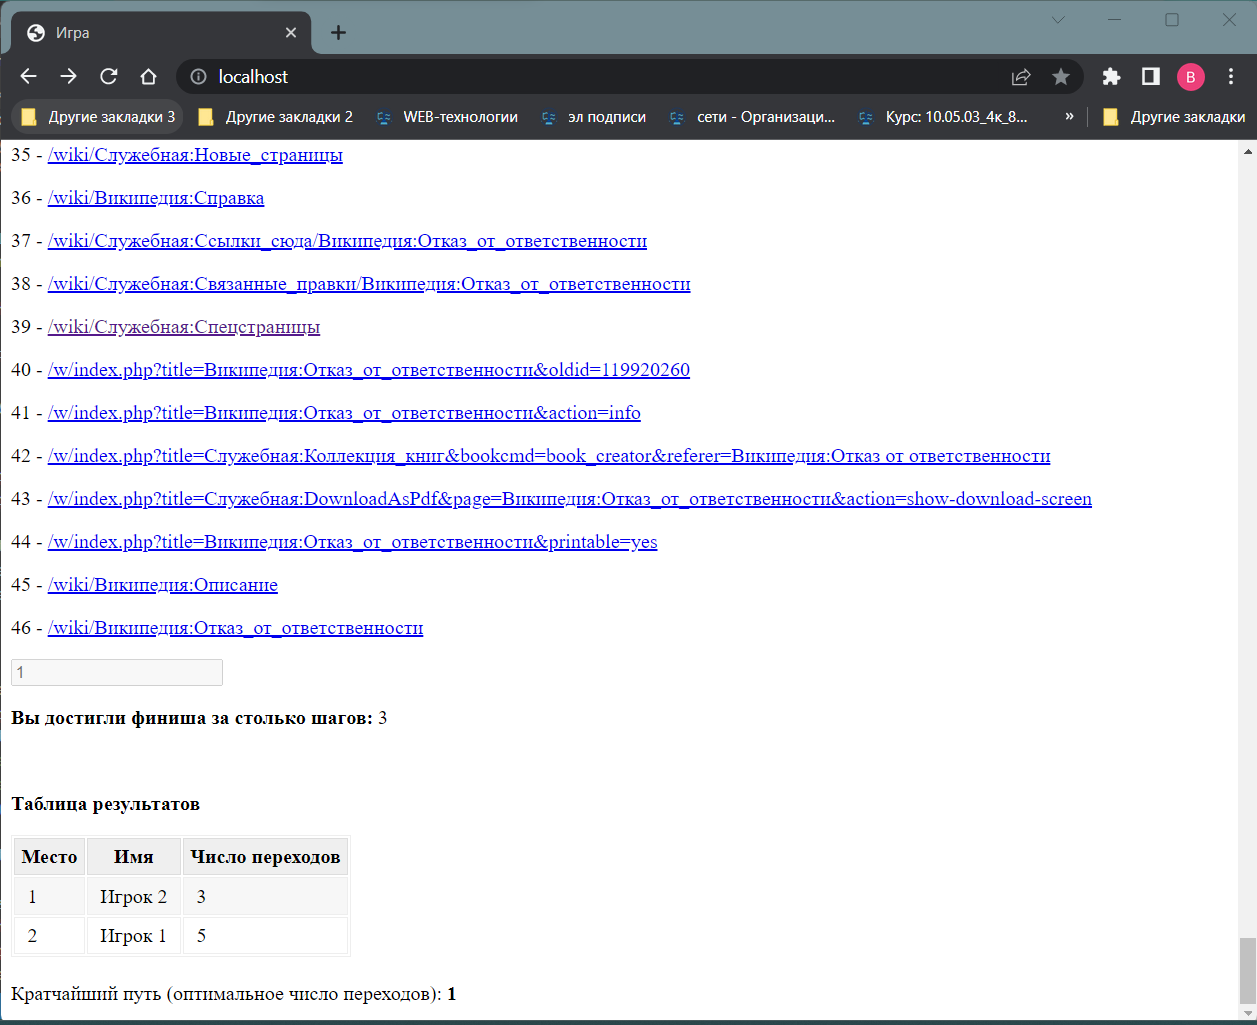 Игра
localhost
В
Другие закладки 3 Другие закладки 2 WEB-технологии эл подписи сети - Организаци... Курс: 10.05.03_4к_8... » Другие закладки
35 - /wiki/Служебная:Новые_страницы
36 - /wiki/Википедия:Справка
37 - /wiki/Служебная:Ссылки_сюда/Википедия:Отказ_от_ответственности
38 - /wiki/Служебная:Связанные_правки/Википедия:Отказ_от_ответственности
39 - /wiki/Служебная:Спецстраницы
40 - /w/index.php?title=Википедия:Отказ_от_ответственности&oldid=119920260
41 - /w/index.php?title=Википедия:Отказ_от_ответственности&action=info
42 - /w/index.php?title=Служебная:Коллекция_книг&bookcmd=book_creator&referer=Википедия:Отказ от ответственности
43 - /w/index.php?title=Служебная:DownloadAsPdf&page=Википедия:Отказ_от_ответственности&action=show-download-screen
44 - /w/index.php?title=Википедия:Отказ_от_ответственности&printable=yes
45 - /wiki/Википедия:Описание
46 - /wiki/Википедия:Отказ_от_ответственности
1
Вы достигли финиша за столько шагов: 3
Таблица результатов
Место Имя Число переходов
1 Игрок 2 3
2 Игрок 1 5
Кратчайший путь (оптимальное число переходов): 1